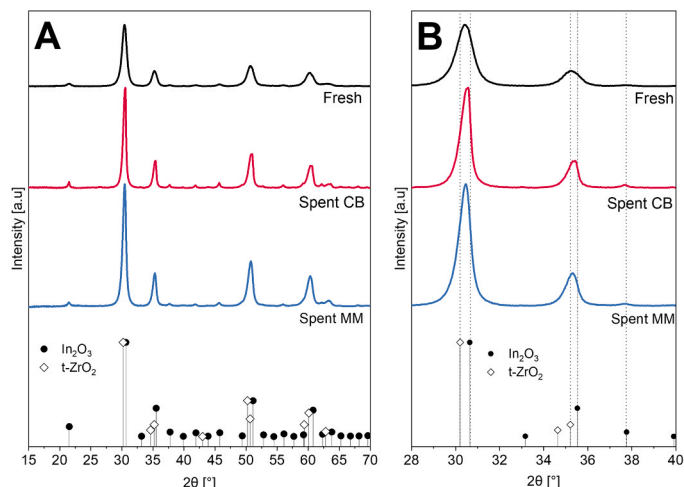 A
B
Fresh
Fresh
Spent CB
Spent CB
Spent MM
Spent MM
Intensity [a.u]
Intensity [a.u]
In₂O₃
t-ZrO₂
In₂O₃
t-ZrO₂
15 20 25 30 35 40 45 50 55 60 65 70
28 30 32 34 36 38 40
2θ [°]
2θ [°]